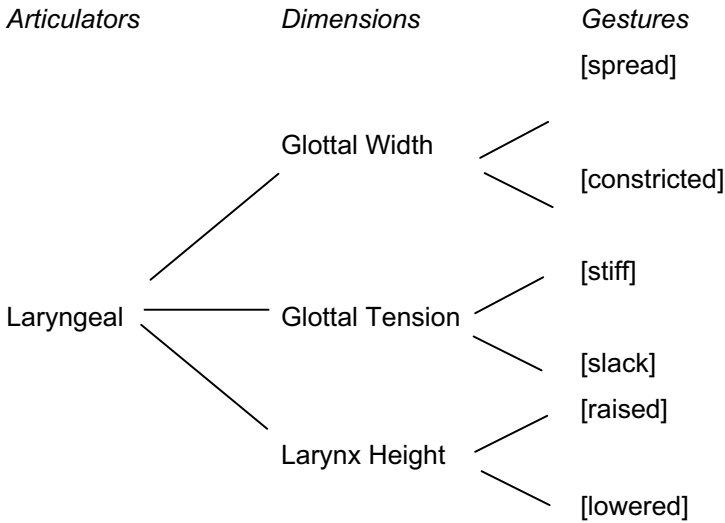 Articulators Dimensions Gestures
[spread]
Glottal Width
[constricted]
[stiff]
Laryngeal Glottal Tension
[slack]
[raised]
Larynx Height
[lowered]